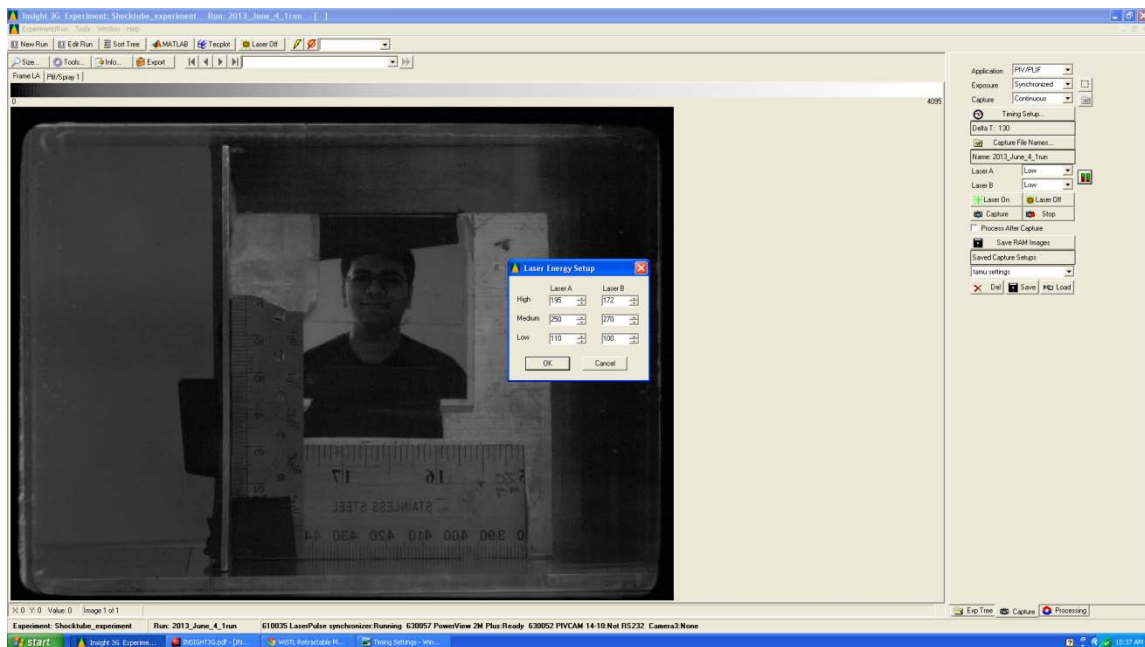 Insight 3G Experiment: Shocktube_experiment Run: 2013_June_4_1run - [ ]
Experiment/Run Tools Window Help
New Run Edit Run Sort Tree MATLAB Tecplot Laser Off
Size... Tools... Info... Export
Frame LA PIV/Spray 1
0 4095
Application PIV/PLIF
Exposure Synchronized
Capture Continuous
Timing Setup...
Delta T: 130
Capture File Names...
Name: 2013_June_4_1run
Laser A Low
Laser B Low
Laser On Laser Off
Capture Stop
Process After Capture
Save RAM Images
Saved Capture Setups
tamu settings
Del Save Load
Laser Energy Setup
Laser A Laser B
High 195 172
Medium 250 270
Low 110 100
OK Cancel
17 16
STAINLESS STEEL
44 430 420 410 400 390 0
X: 0 Y: 0 Value: 0 Image 1 of 1
Exp Tree Capture Processing
Experiment: Shocktube_experiment Run: 2013_June_4_1run 610035 LaserPulse synchronizer:Running 630057 PowerView 2M Plus:Ready 630052 PIVCAM 14-10:Not RS232 Camera3:None
start Insight 3G Experime... INSIGHT3G.pdf - [IN... WiSTL Retractable Pi... Timing Settings - Win... 10:37 AM